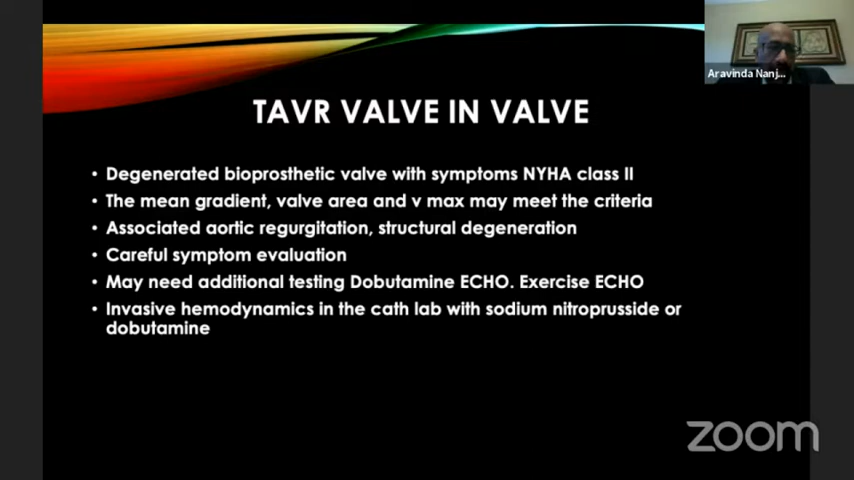 Aravinda Nanj...
TAVR VALVE IN VALVE
• Degenerated bioprosthetic valve with symptoms NYHA class II
• The mean gradient, valve area and v max may meet the criteria
• Associated aortic regurgitation, structural degeneration
• Careful symptom evaluation
• May need additional testing Dobutamine ECHO. Exercise ECHO
• Invasive hemodynamics in the cath lab with sodium nitroprusside or
dobutamine
zoom